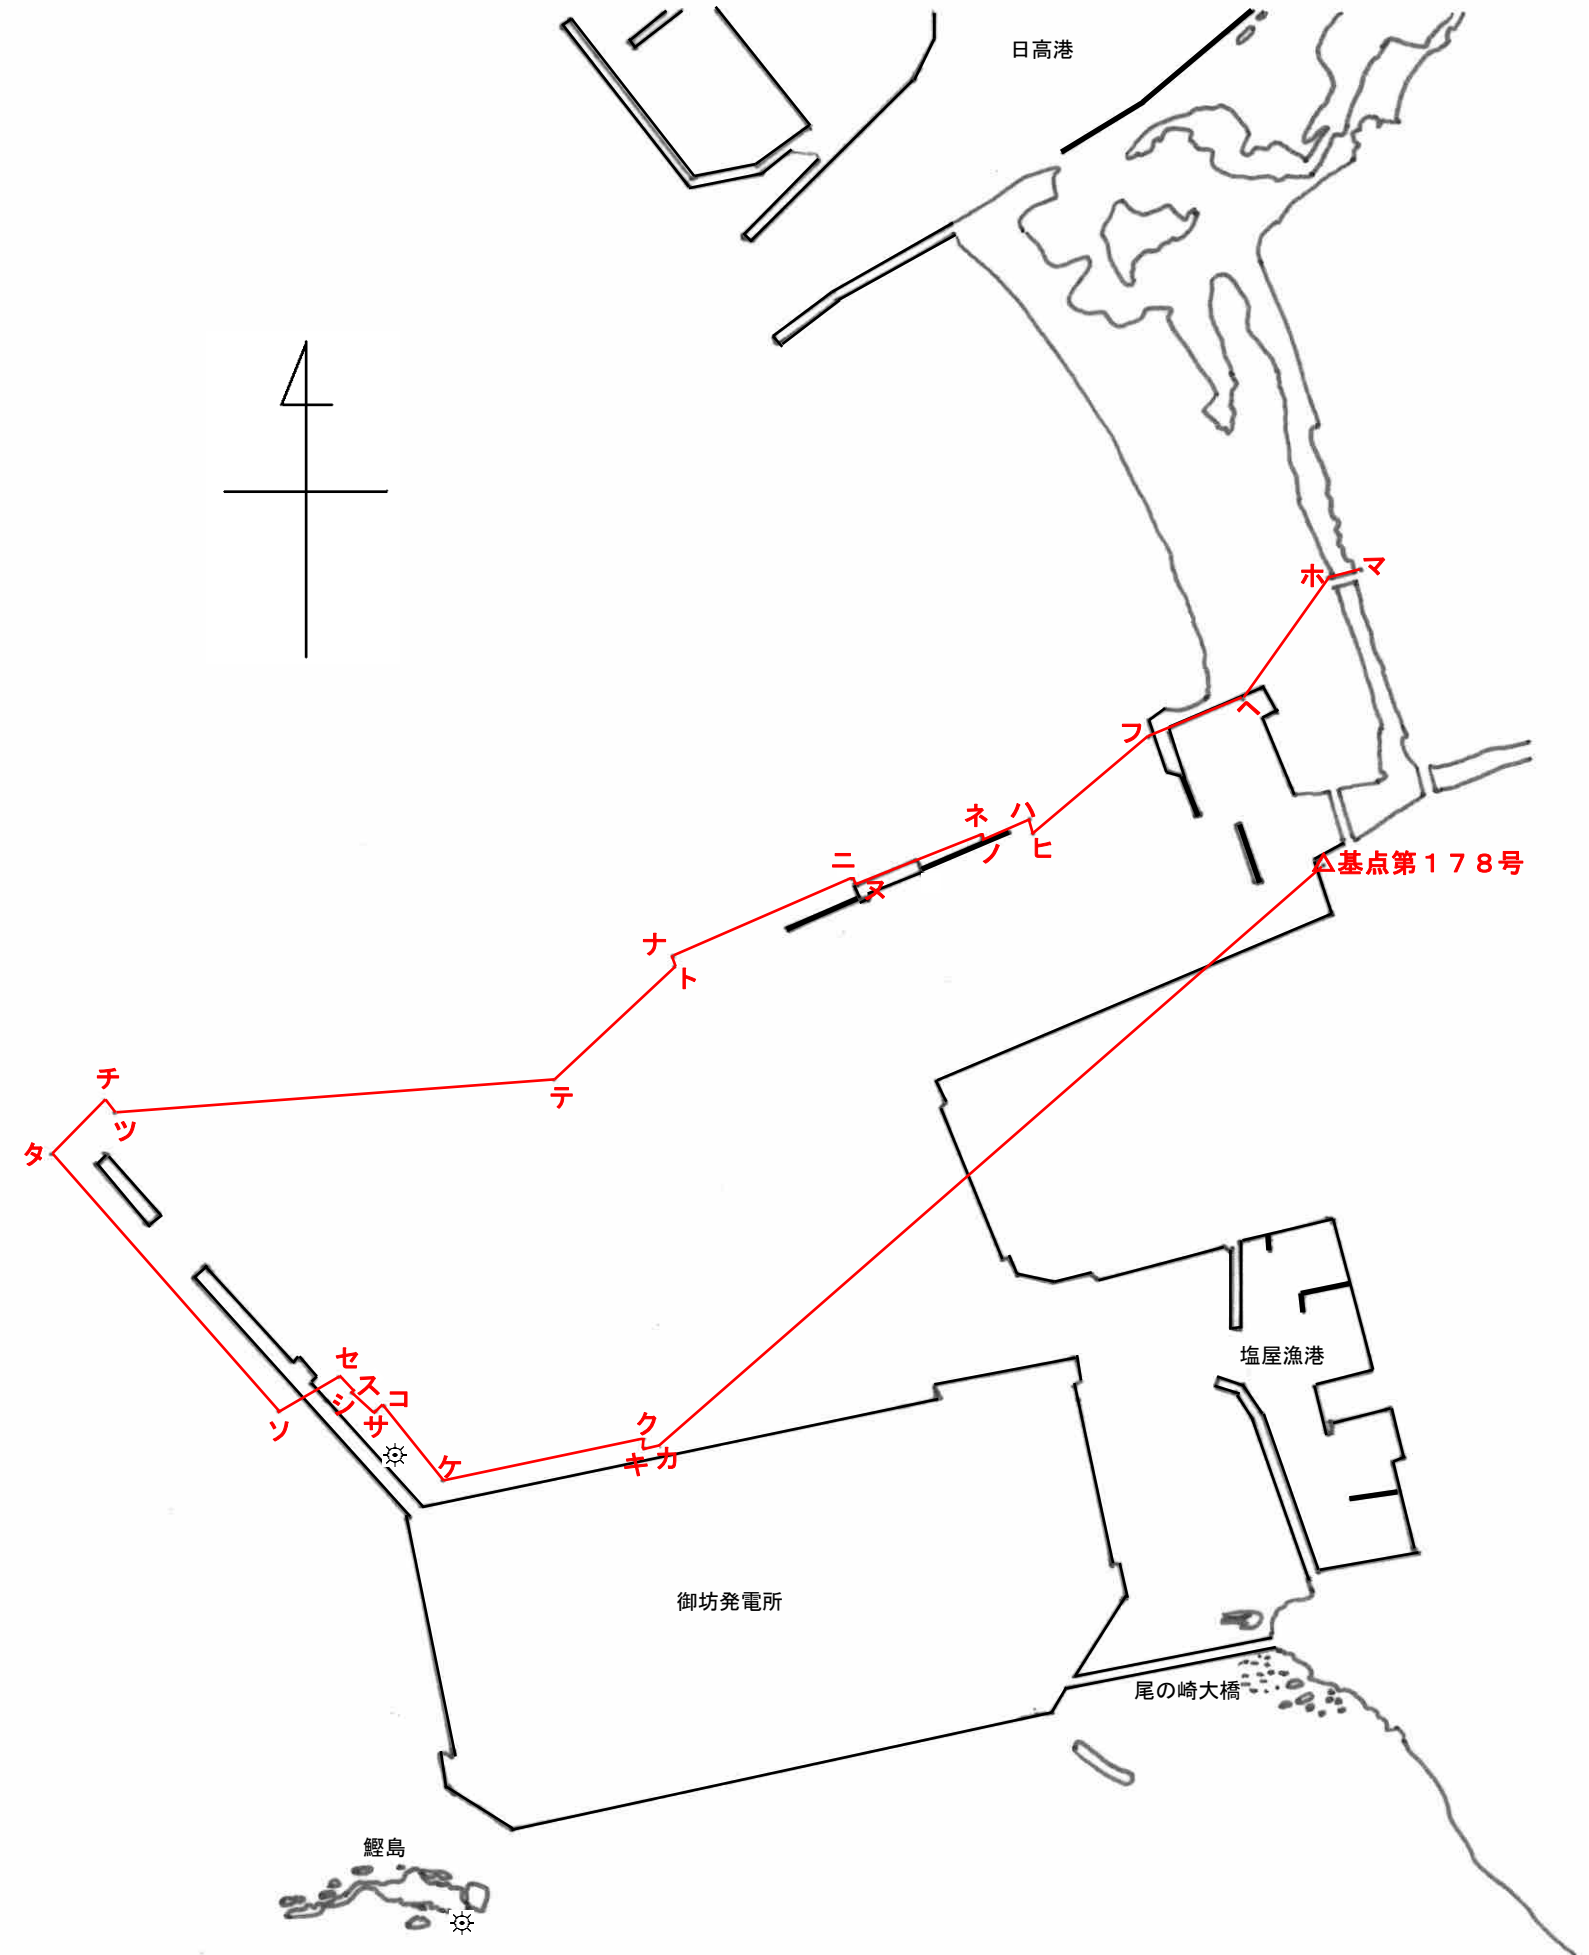 日高港
ホ
マ
ヘ
フ
ネ
ハ
ノ
ヒ
ニ
ヌ
△基点第１７８号
ナ
ト
チ
テ
ツ
タ
セ
ス
コ
シ
サ
ソ
ク
ケ
キ
カ
塩屋漁港
御坊発電所
尾の崎大橋
鰹島